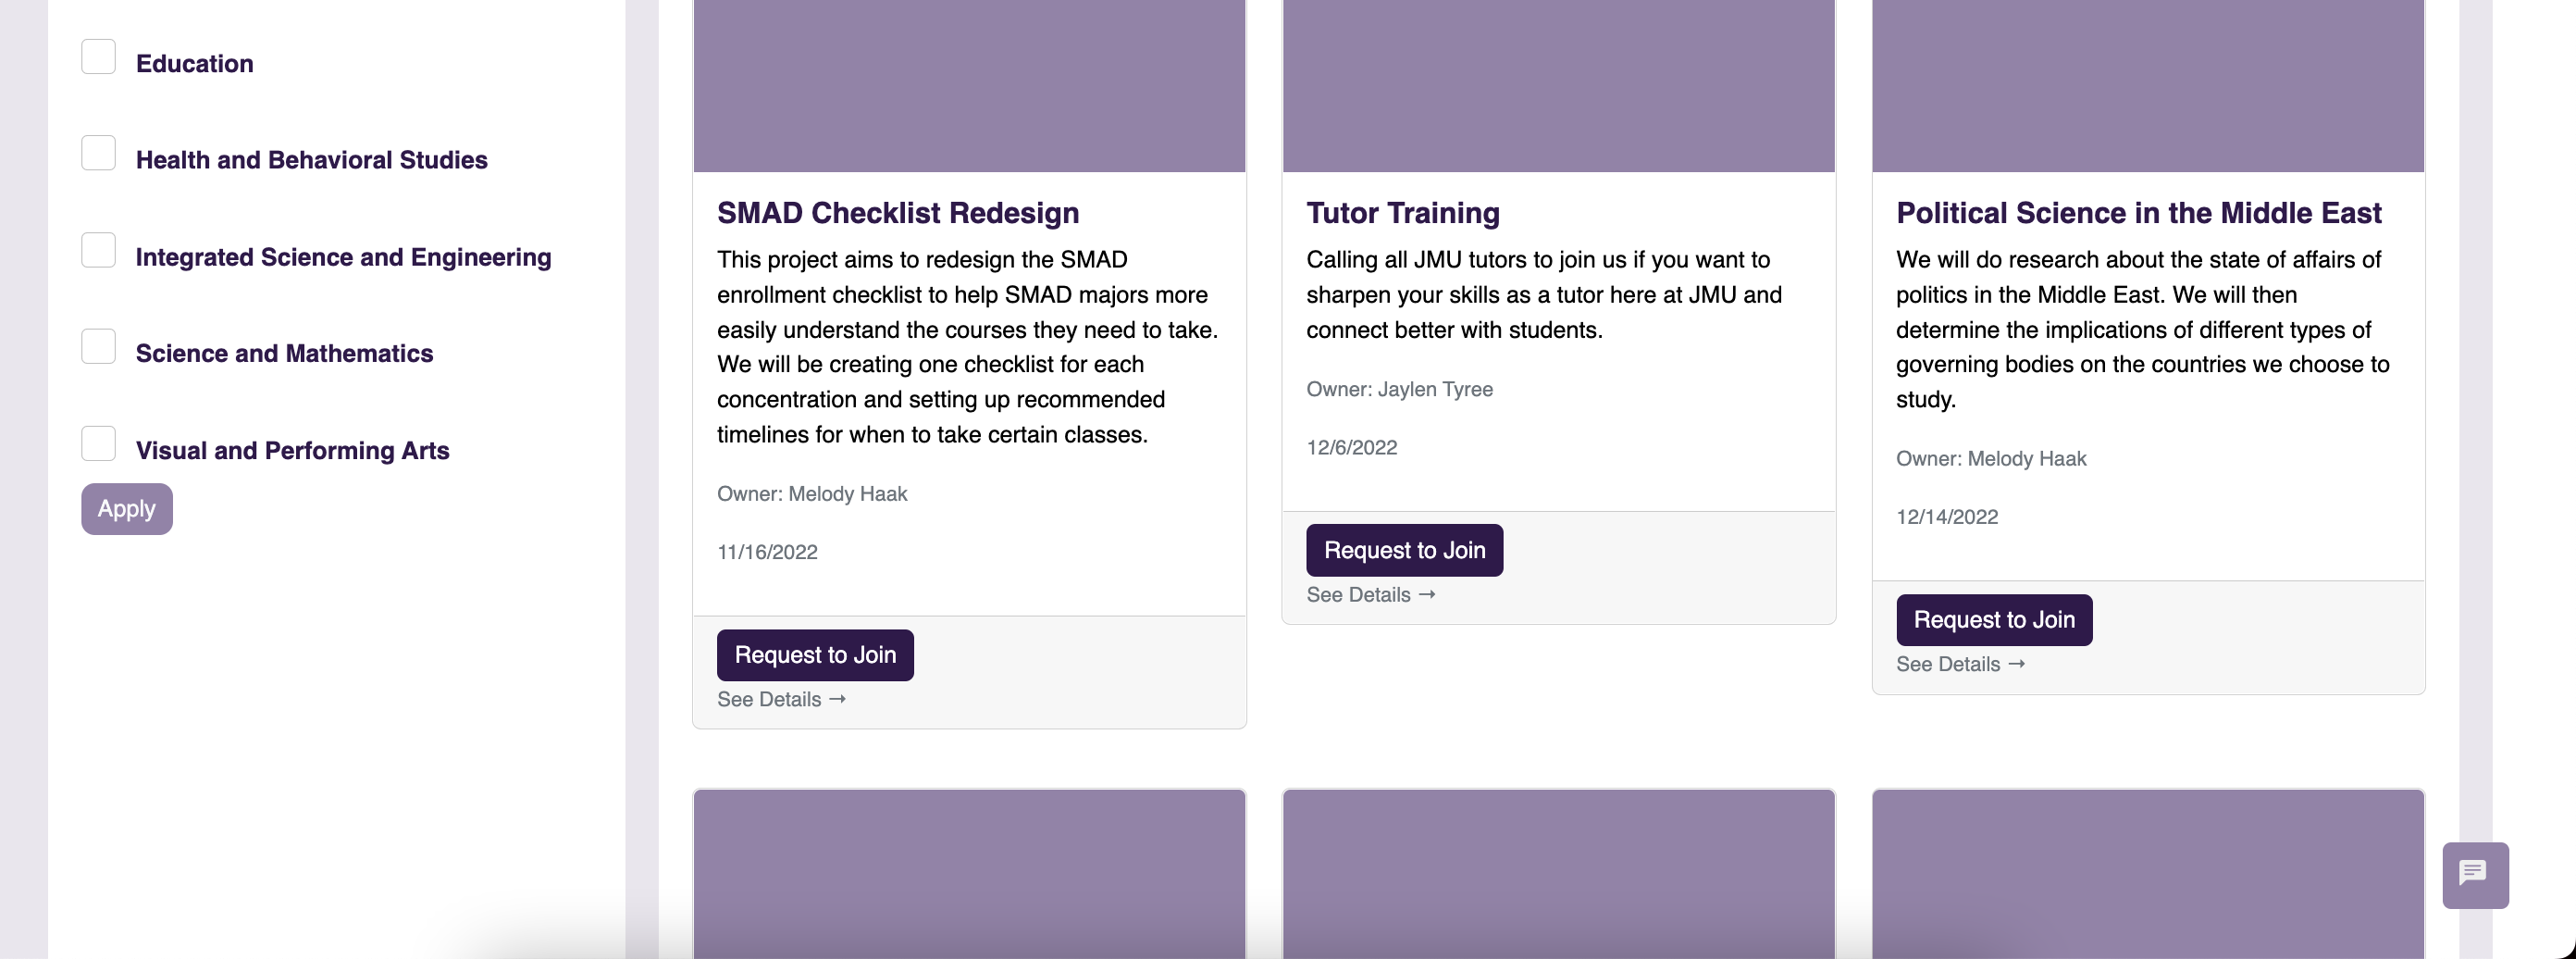 Education
Health and Behavioral Studies
Integrated Science and Engineering
Science and Mathematics
Visual and Performing Arts
Apply
SMAD Checklist Redesign
This project aims to redesign the SMAD
enrollment checklist to help SMAD majors more
easily understand the courses they need to take.
We will be creating one checklist for each
concentration and setting up recommended
timelines for when to take certain classes.
Owner: Melody Haak
11/16/2022
Request to Join
See Details →
Tutor Training
Calling all JMU tutors to join us if you want to
sharpen your skills as a tutor here at JMU and
connect better with students.
Owner: Jaylen Tyree
12/6/2022
Request to Join
See Details →
Political Science in the Middle East
We will do research about the state of affairs of
politics in the Middle East. We will then
determine the implications of different types of
governing bodies on the countries we choose to
study.
Owner: Melody Haak
12/14/2022
Request to Join
See Details →